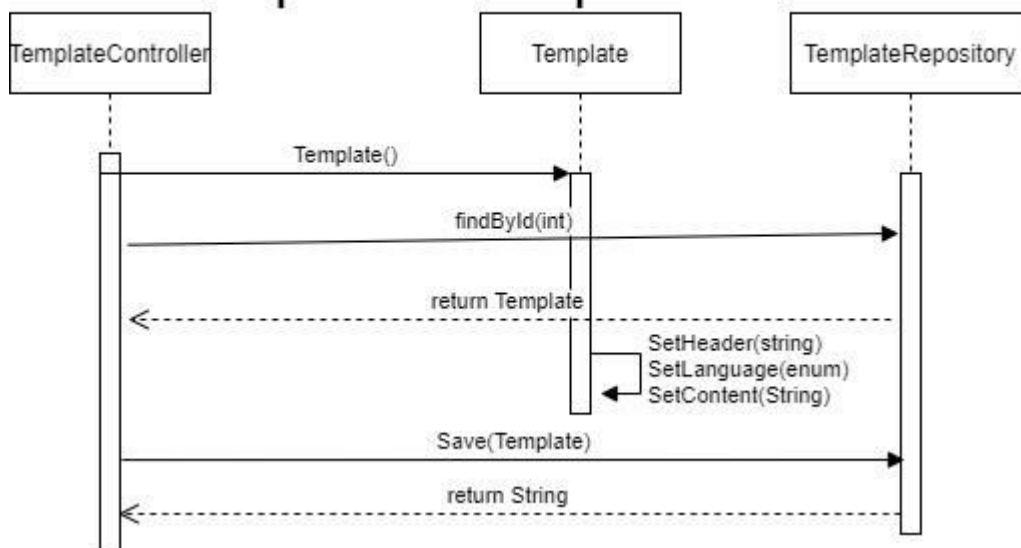 TemplateController
Template
TemplateRepository
Template()
findById(int)
return Template
SetHeader(string)
SetLanguage(enum)
SetContent(String)
Save(Template)
return String